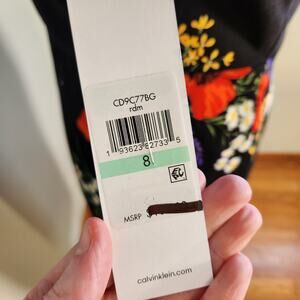 CD9C77BG
rdm
1 93623 82733 5
8
MSRP
calvinklein.com